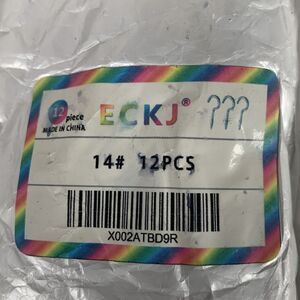 12 piece
MADE IN CHINA
ECKJ® ???
14# 12PCS
X002ATBD9R